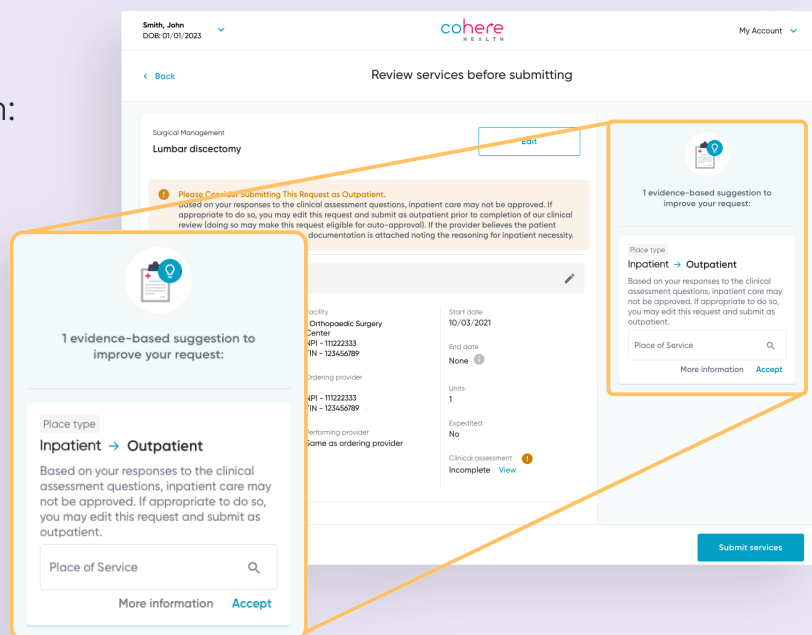 n:
Smith, John
DOB: 01/01/2023
cohere
HEALTH
My Account
Back
Review services before submitting
Surgical Management
Lumbar discectomy
Edit
Please Consider Submitting This Request as Outpatient.
Based on your responses to the clinical assessment questions, inpatient care may not be approved. If
appropriate to do so, you may edit this request and submit as outpatient prior to completion of our clinical
review (doing so may make this request eligible for auto-approval). If the provider believes the patient
documentation is attached noting the reasoning for inpatient necessity.
Facility
Orthopaedic Surgery
Center
NPI - 111222333
TIN - 123456789
Ordering provider
NPI - 111222333
TIN - 123456789
Performing provider
Same as ordering provider
Start date
10/03/2021
End date
None
Units
1
Expedited
No
Clinical assessment
Incomplete View
1 evidence-based suggestion to
improve your request:
Place type
Inpatient → Outpatient
Based on your responses to the clinical
assessment questions, inpatient care may
not be approved. If appropriate to do so,
you may edit this request and submit as
outpatient.
Place of Service
More information Accept
Submit services
1 evidence-based suggestion to
improve your request:
Place type
Inpatient → Outpatient
Based on your responses to the clinical
assessment questions, inpatient care may
not be approved. If appropriate to do so,
you may edit this request and submit as
outpatient.
Place of Service
More information Accept